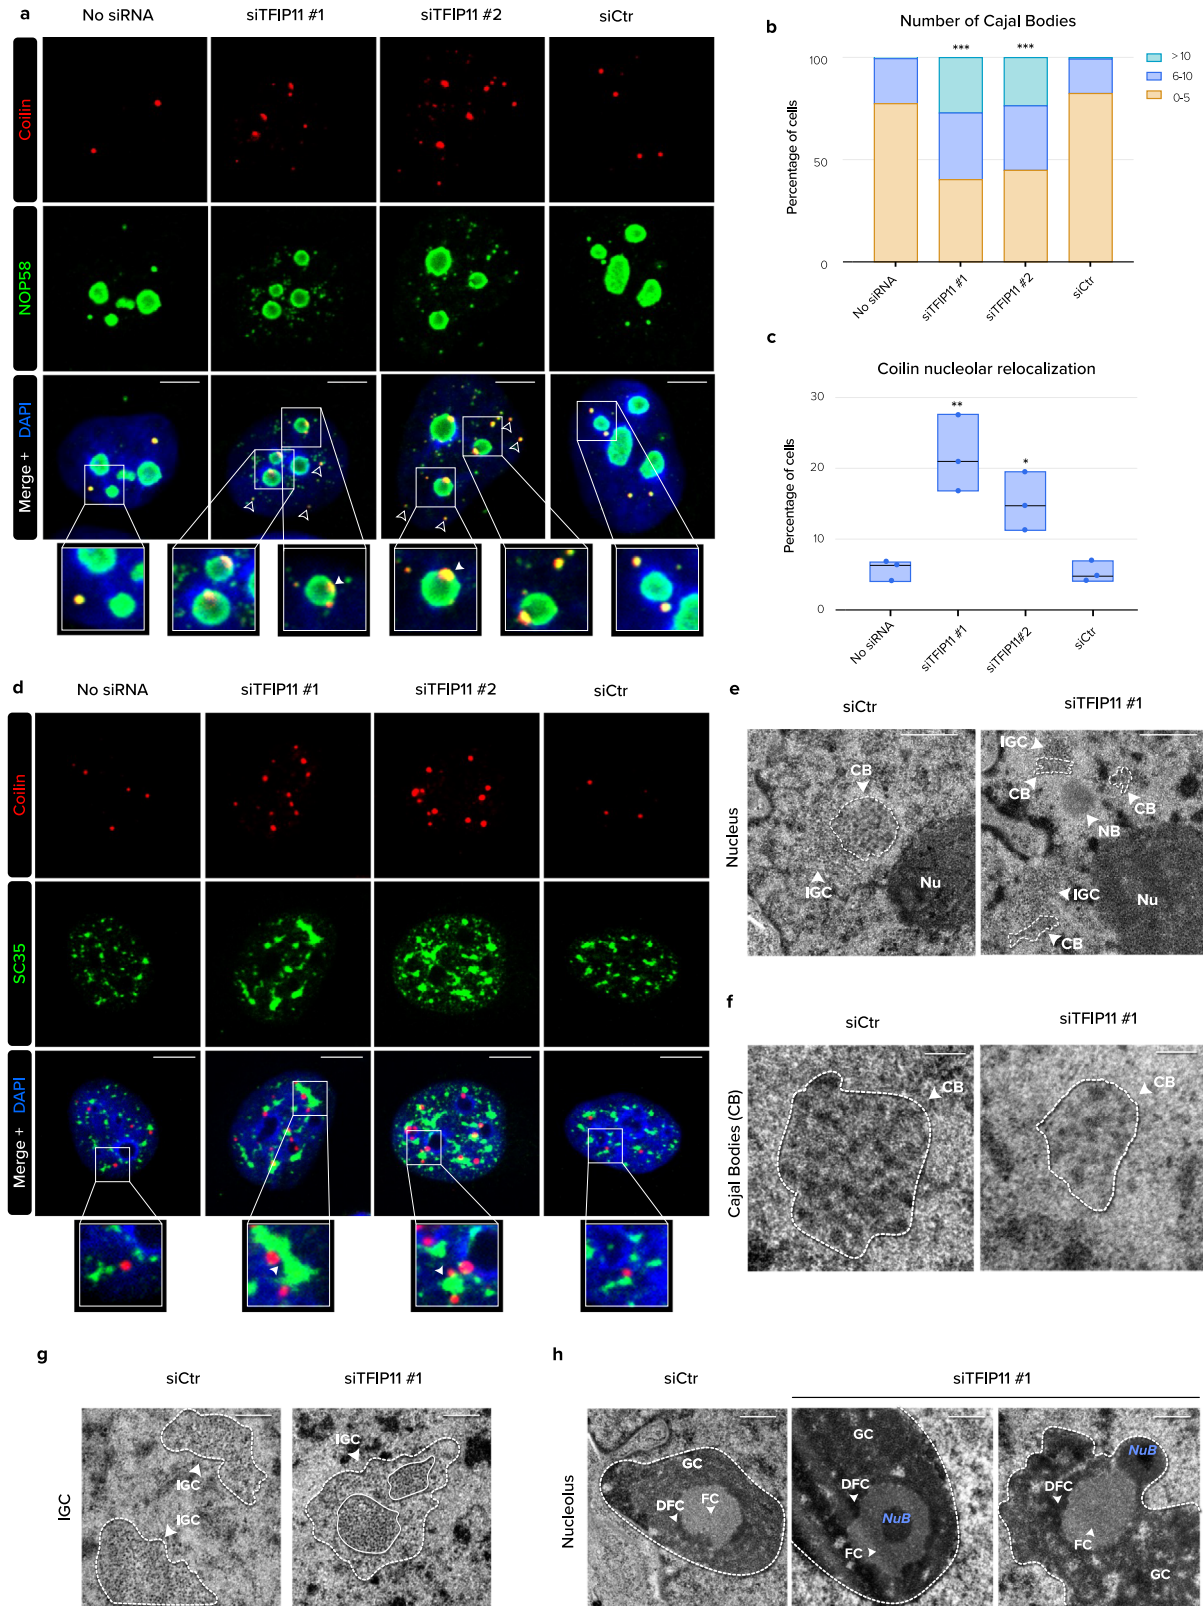 a
No siRNA
siTFIP11 #1
siTFIP11 #2
siCtr
Coilin
NOP58
Merge + DAPI
b
Number of Cajal Bodies
Percentage of cells
100
50
0
***
***
>10
6-10
0-5
No siRNA
siTFIP11 #1
siTFIP11 #2
siCtr
c
Coilin nucleolar relocalization
Percentage of cells
30
20
10
0
**
*
No siRNA
siTFIP11 #1
siTFIP11#2
siCtr
d
No siRNA
siTFIP11 #1
siTFIP11 #2
siCtr
Coilin
SC35
Merge + DAPI
e
siCtr
siTFIP11 #1
Nucleus
CB
IGC
Nu
IGC
CB
CB
NB
IGC
Nu
CB
f
siCtr
siTFIP11 #1
Cajal Bodies (CB)
CB
CB
g
siCtr
siTFIP11 #1
IGC
IGC
IGC
IGC
h
siCtr
siTFIP11 #1
Nucleolus
GC
DFC
FC
GC
DFC
NuB
FC
NuB
DFC
FC
GC